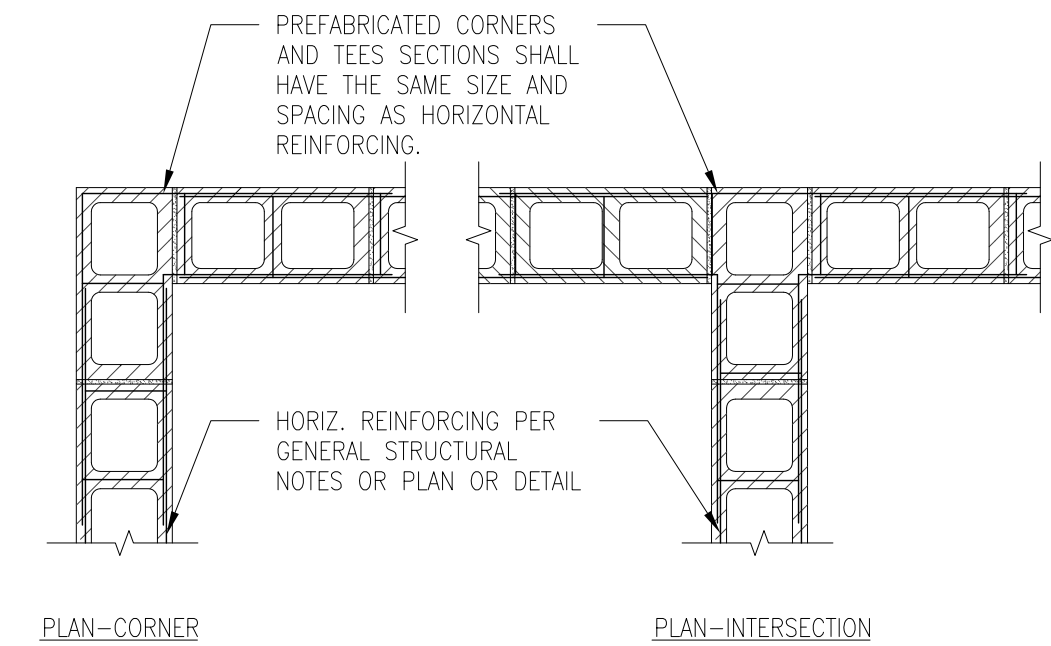 PREFABRICATED CORNERS
AND TEES SECTIONS SHALL
HAVE THE SAME SIZE AND
SPACING AS HORIZONTAL
REINFORCING.
HORIZ. REINFORCING PER
GENERAL STRUCTURAL
NOTES OR PLAN OR DETAIL
PLAN-CORNER
PLAN-INTERSECTION